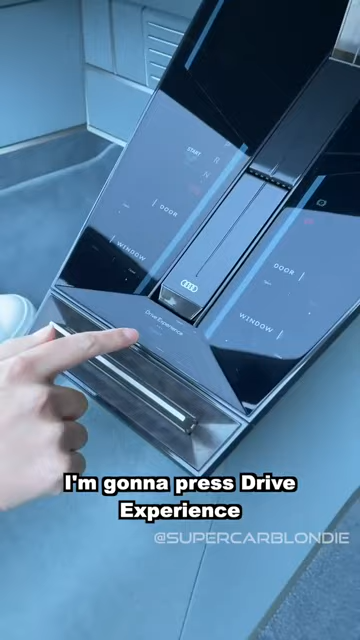 START
N
N
DOOR
WINDOW
DOOR
WINDOW
Drive Experience
I'm gonna press Drive
Experience
@SUPERCARBLONDIE